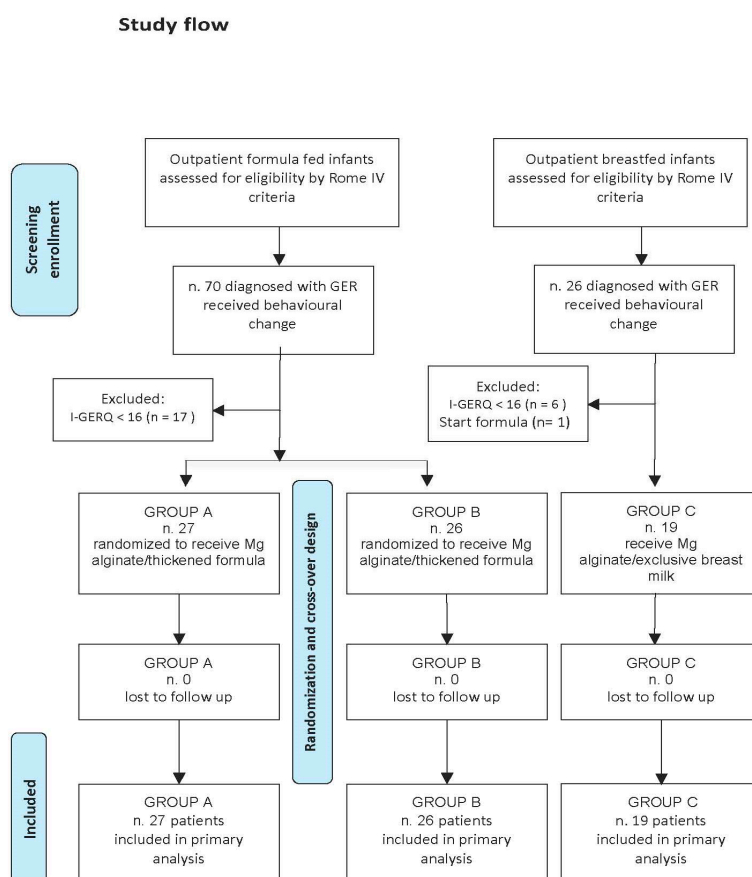 Study flow
Screening
enrollment
Outpatient formula fed infants
assessed for eligibility by Rome IV
criteria
Outpatient breastfed infants
assessed for eligibility by Rome IV
criteria
n. 70 diagnosed with GER
received behavioural
change
n. 26 diagnosed with GER
received behavioural
change
Excluded:
I-GERQ < 16 (n = 17 )
Excluded:
I-GERQ < 16 (n = 6 )
Start formula (n= 1)
Randomization and cross-over design
GROUP A
n. 27
randomized to receive Mg
alginate/thickened formula
GROUP B
n. 26
randomized to receive Mg
alginate/thickened formula
GROUP C
n. 19
receive Mg
alginate/exclusive breast
milk
GROUP A
n. 0
lost to follow up
GROUP B
n. 0
lost to follow up
GROUP C
n. 0
lost to follow up
Included
GROUP A
n. 27 patients
included in primary
analysis
GROUP B
n. 26 patients
included in primary
analysis
GROUP C
n. 19 patients
included in primary
analysis